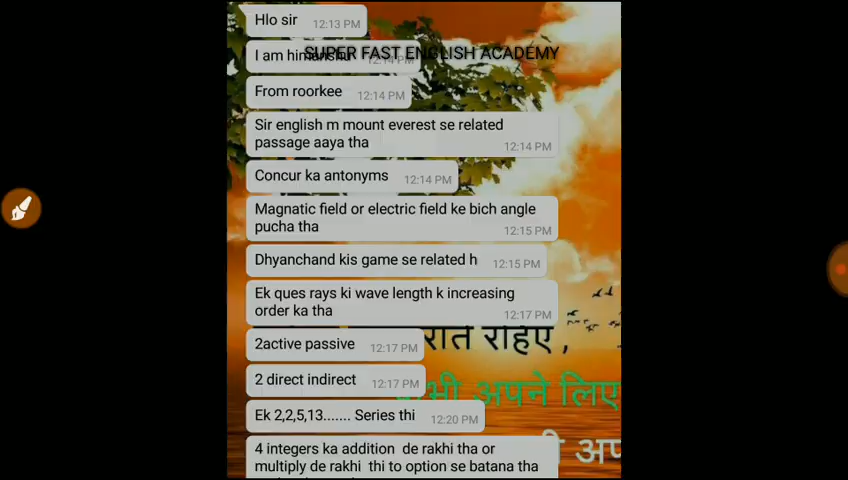 Hlo sir 12:13 PM
SUPER FAST ENGLISH ACADEMY
I am himanshu 12:14 PM
From roorkee 12:14 PM
Sir english m mount everest se related
passage aaya tha 12:14 PM
Concur ka antonyms 12:14 PM
Magnatic field or electric field ke bich angle
pucha tha 12:15 PM
Dhyanchand kis game se related h 12:15 PM
Ek ques rays ki wave length k increasing
order ka tha 12:17 PM
2active passive 12:17 PM
2 direct indirect 12:17 PM
अपने लिए
Ek 2,2,5,13....... Series thi 12:20 PM
4 integers ka addition de rakhi tha or
multiply de rakhi thi to option se batana tha